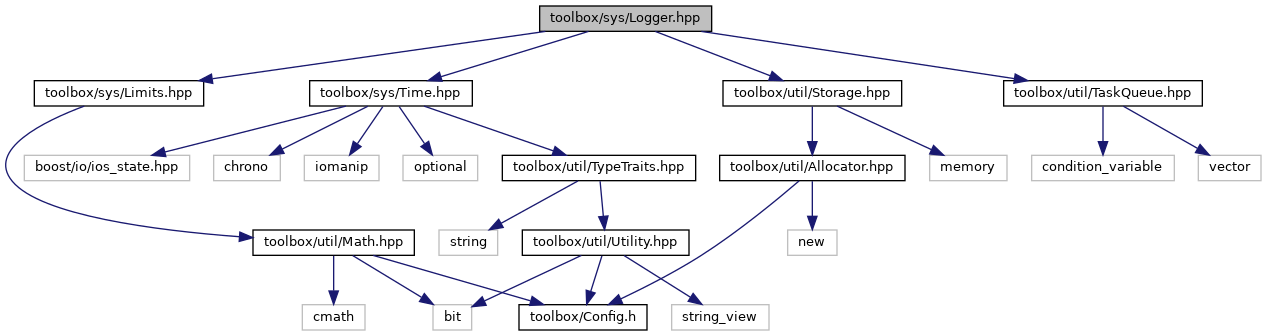 toolbox/sys/Logger.hpp
toolbox/sys/Limits.hpp
toolbox/sys/Time.hpp
toolbox/util/Storage.hpp
toolbox/util/TaskQueue.hpp
boost/io/ios_state.hpp
chrono
iomanip
optional
toolbox/util/TypeTraits.hpp
toolbox/util/Allocator.hpp
memory
condition_variable
vector
toolbox/util/Math.hpp
string
toolbox/util/Utility.hpp
new
cmath
bit
toolbox/Config.h
string_view